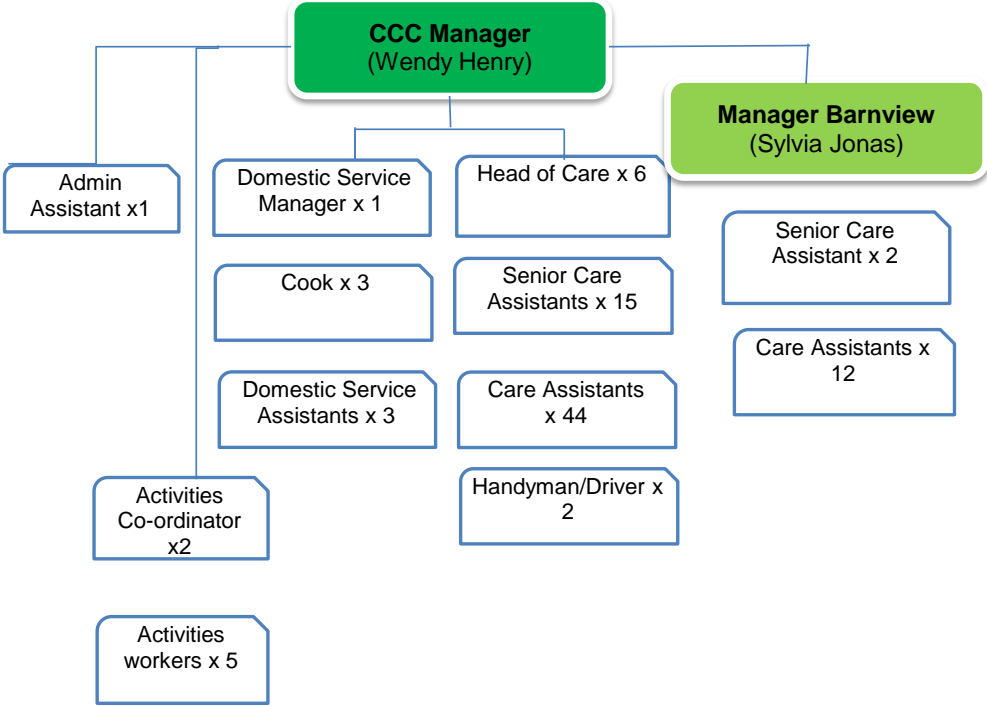 CCC Manager
(Wendy Henry)
Manager Barnview
(Sylvia Jonas)
Admin
Assistant x1
Domestic Service
Manager x 1
Head of Care x 6
Senior Care
Assistant x 2
Cook x 3
Senior Care
Assistants x 15
Care Assistants x
12
Domestic Service
Assistants x 3
Care Assistants
x 44
Handyman/Driver x
2
Activities
Co-ordinator
x2
Activities
workers x 5